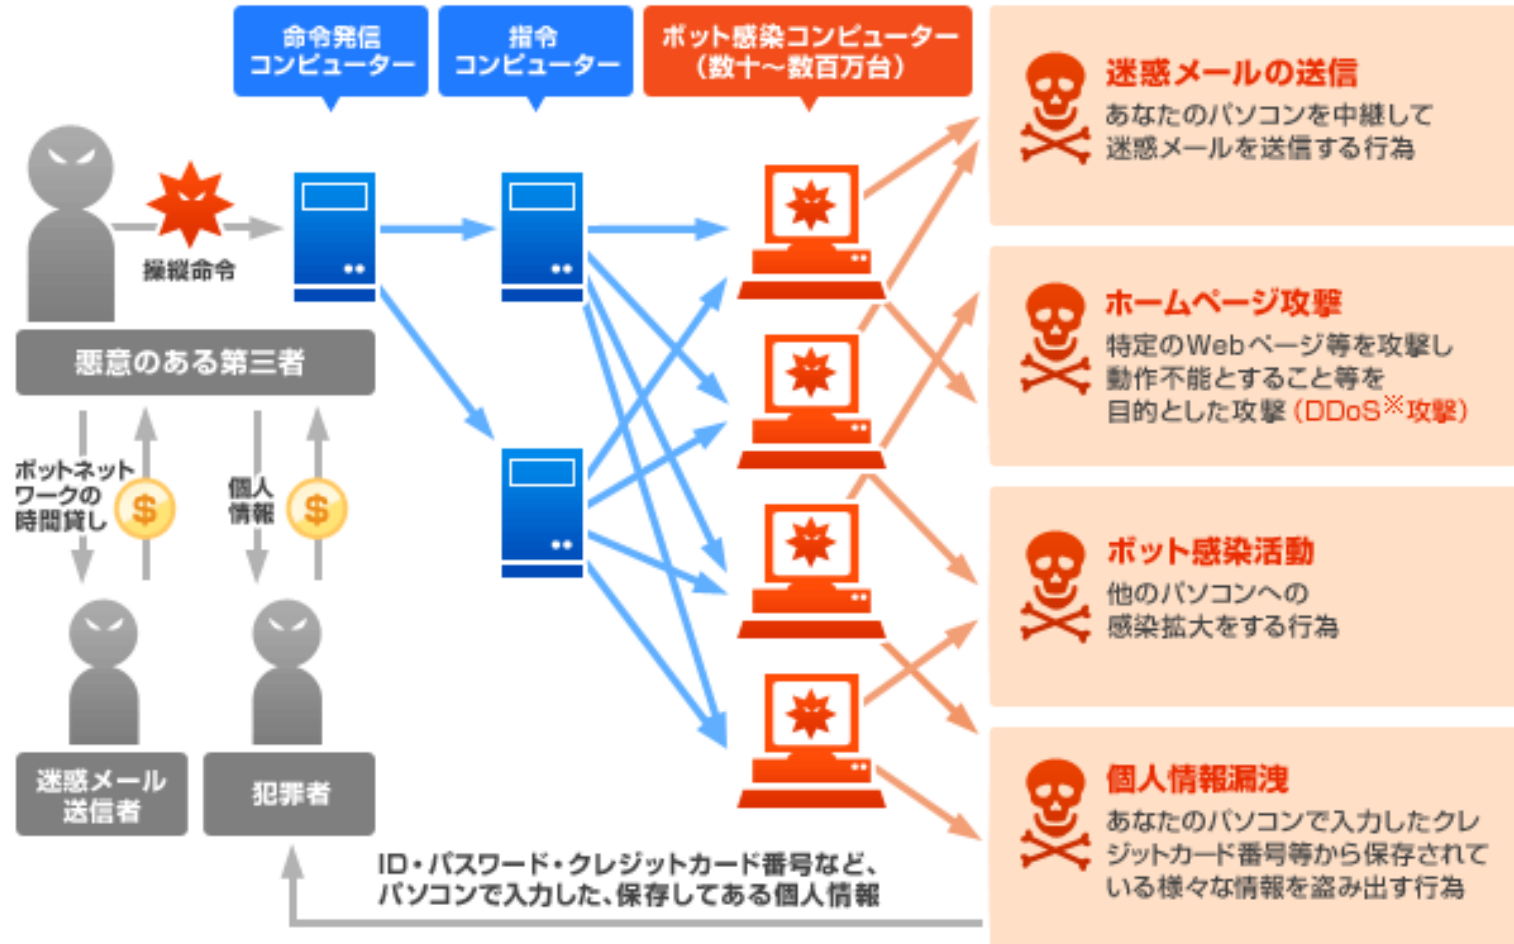 命令発信
コンピューター
指令
コンピューター
ボット感染コンピューター
（数十～数百万台）
操縦命令
悪意のある第三者
ボットネット
ワークの
時間貸し
$
個人
情報
$
迷惑メール
送信者
犯罪者
ID・パスワード・クレジットカード番号など、
パソコンで入力した、保存してある個人情報
迷惑メールの送信
あなたのパソコンを中継して
迷惑メールを送信する行為
ホームページ攻撃
特定のWebページ等を攻撃し
動作不能とすること等を
目的とした攻撃（DDoS※攻撃）
ボット感染活動
他のパソコンへの
感染拡大をする行為
個人情報漏洩
あなたのパソコンで入力したクレ
ジットカード番号等から保存されて
いる様々な情報を盗み出す行為